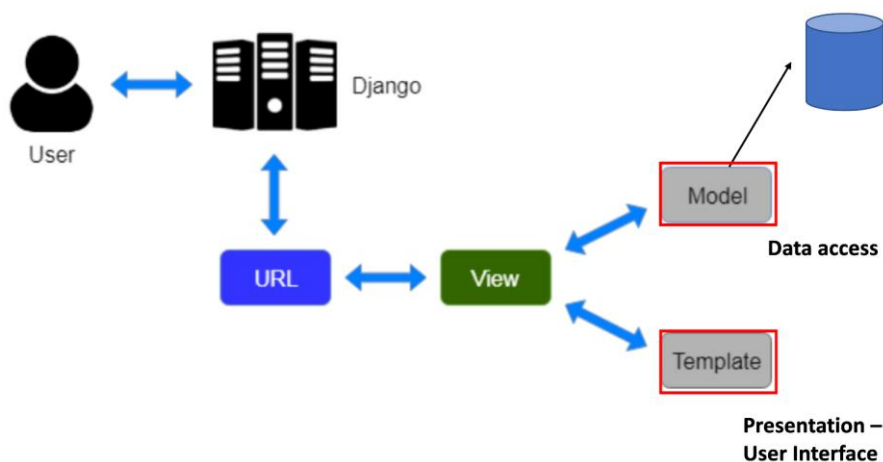 Django
User
Model
Data access
URL
View
Template
Presentation –
User Interface